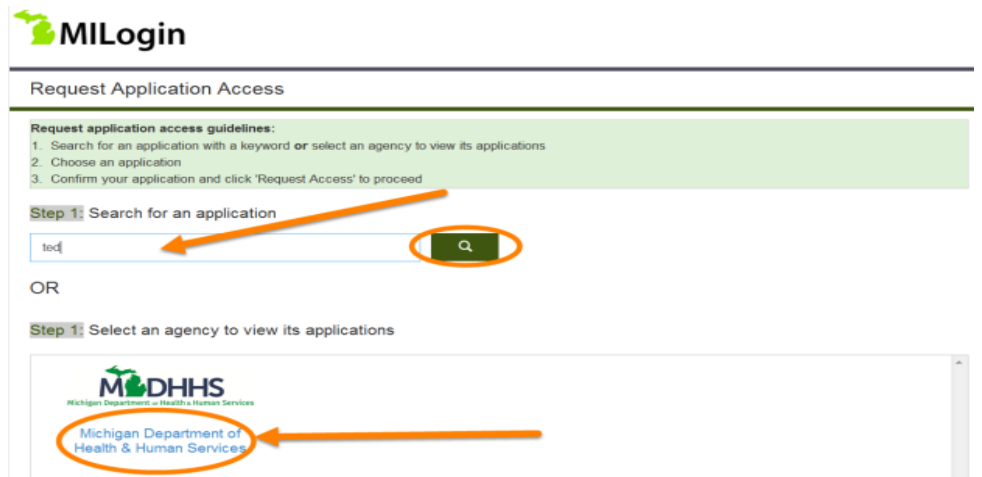 MILogin
Request Application Access
Request application access guidelines:
1. Search for an application with a keyword or select an agency to view its applications
2. Choose an application
3. Confirm your application and click 'Request Access' to proceed
Step 1: Search for an application
ted
OR
Step 1: Select an agency to view its applications
MDHHS
Michigan Department of Health & Human Services
Michigan Department of
Health & Human Services